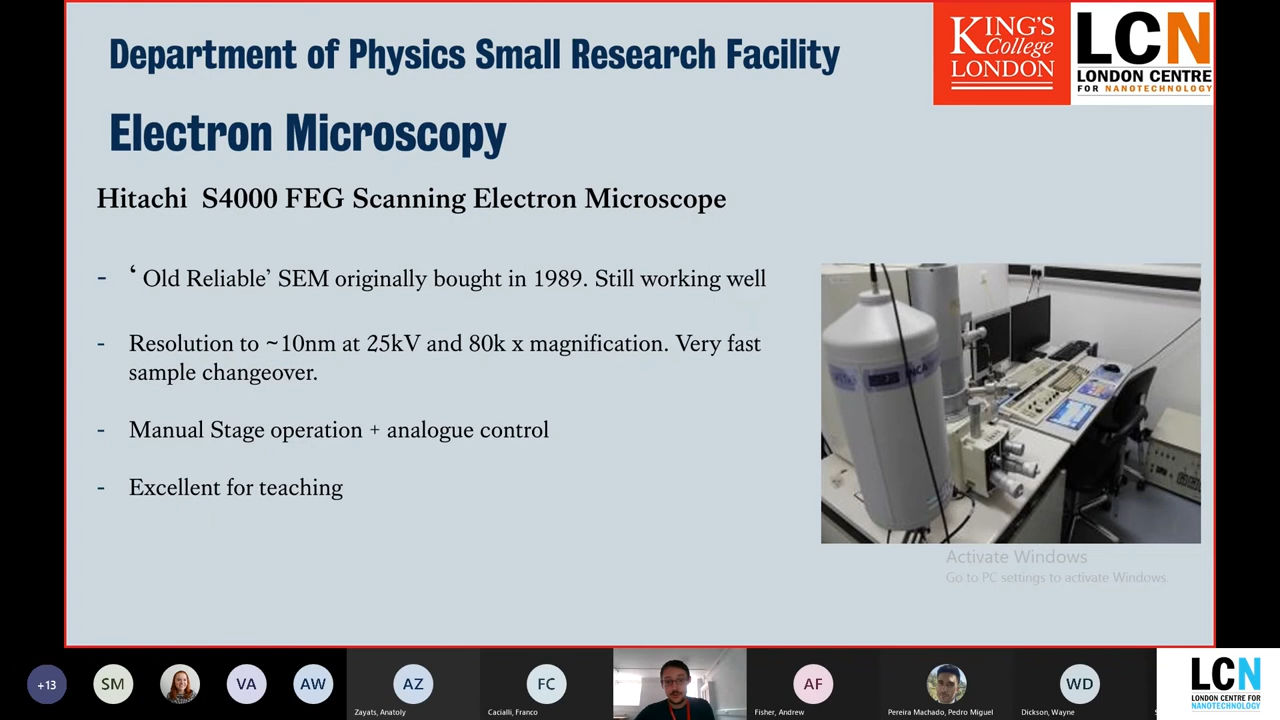 Department of Physics Small Research Facility
KING'S
College
LONDON
LCN
LONDON CENTRE
FOR NANOTECHNOLOGY
Electron Microscopy
Hitachi S4000 FEG Scanning Electron Microscope
- ‘ Old Reliable’ SEM originally bought in 1989. Still working well
- Resolution to ~10nm at 25kV and 80k x magnification. Very fast
sample changeover.
- Manual Stage operation + analogue control
- Excellent for teaching
INCA
Activate Windows
Go to PC settings to activate Windows.
+13
SM
VA
AW
AZ
Zayats, Anatoly
FC
Cacialli, Franco
AF
Fisher, Andrew
Pereira Machado, Pedro Miguel
WD
Dickson, Wayne
LCN
LONDON CENTRE FOR
NANOTECHNOLOGY